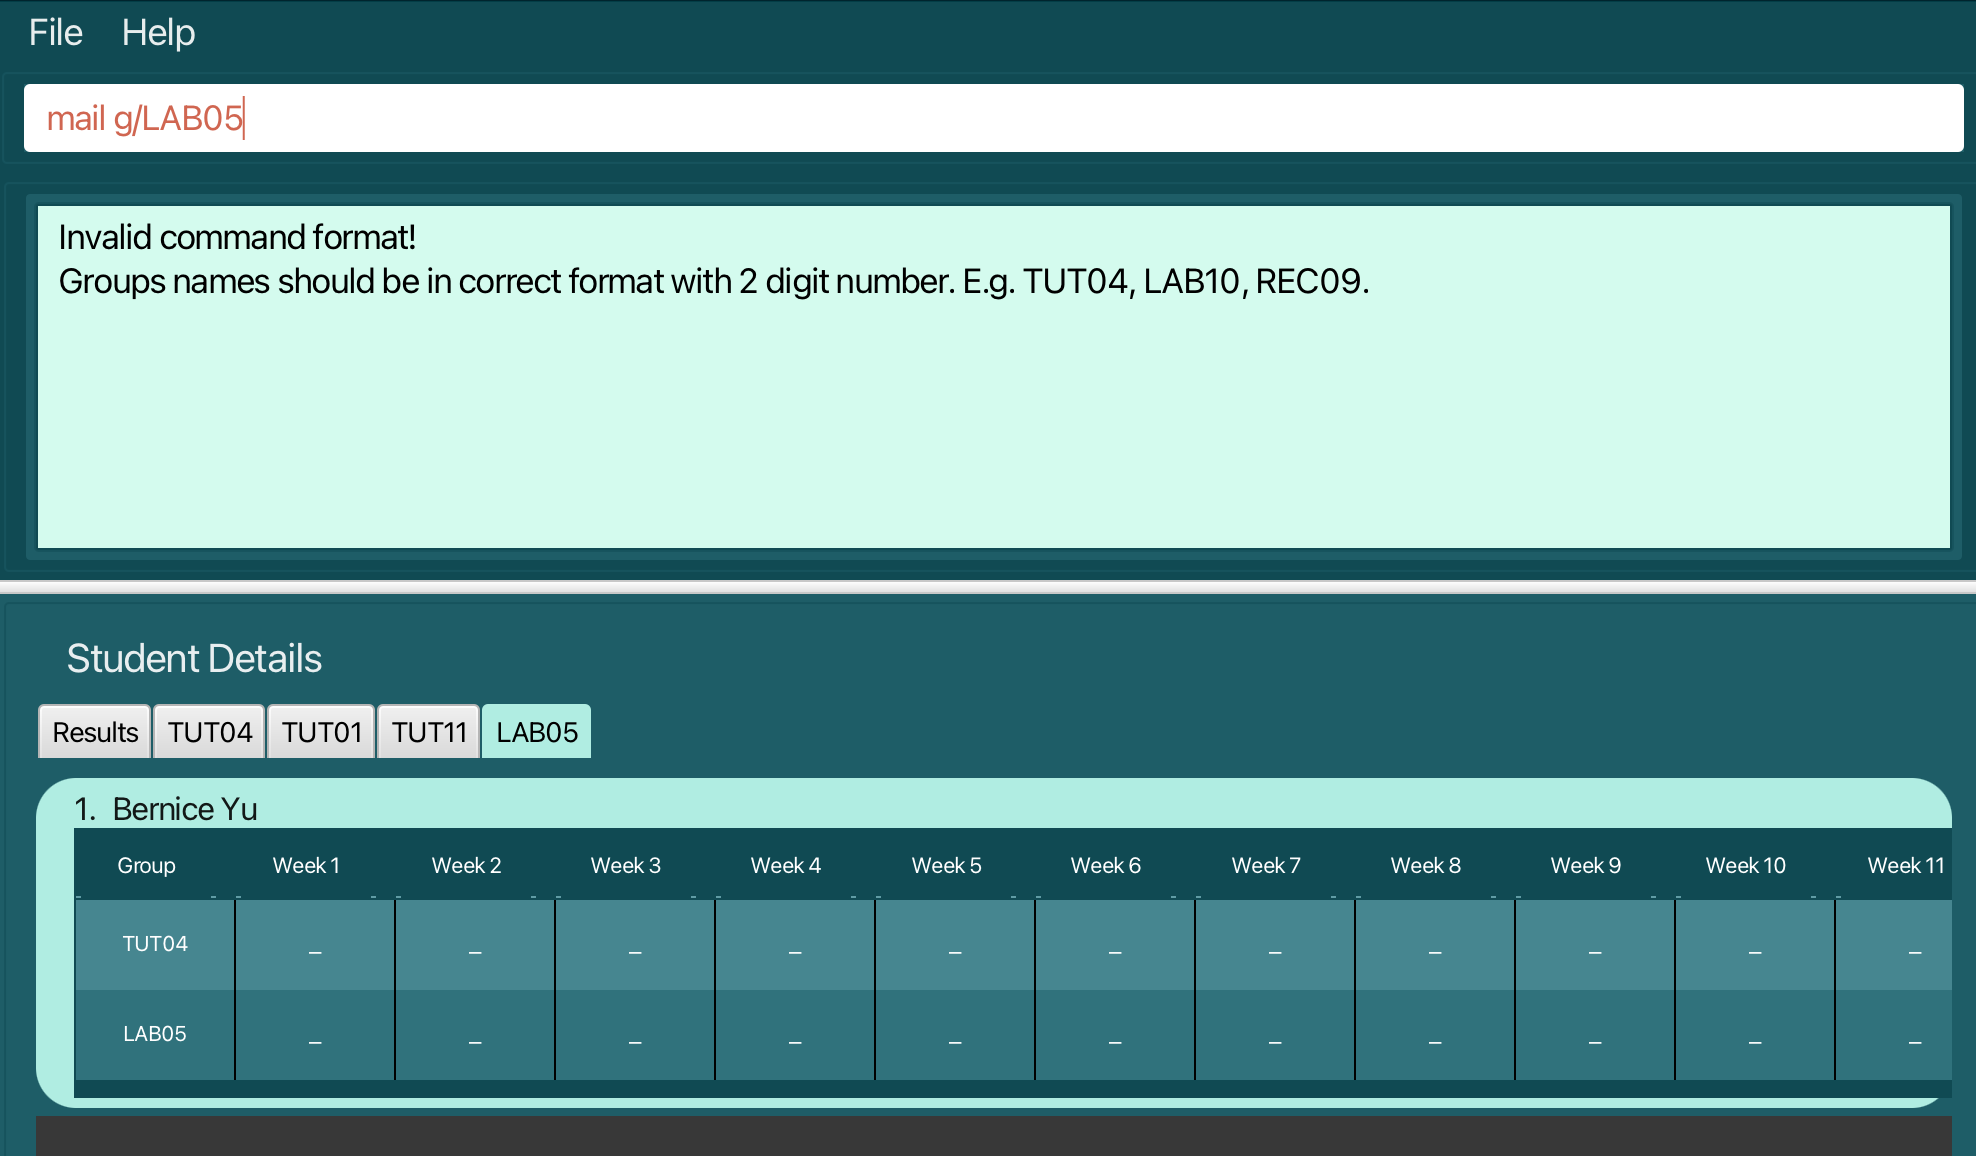 File Help
mail g/LAB05
Invalid command format!
Groups names should be in correct format with 2 digit number. E.g. TUT04, LAB10, REC09.
Student Details
Results TUT04 TUT01 TUT11 LAB05
1. Bernice Yu
Group Week 1 Week 2 Week 3 Week 4 Week 5 Week 6 Week 7 Week 8 Week 9 Week 10 Week 11
TUT04 – – – – – – – – – – –
LAB05 – – – – – – – – – – –